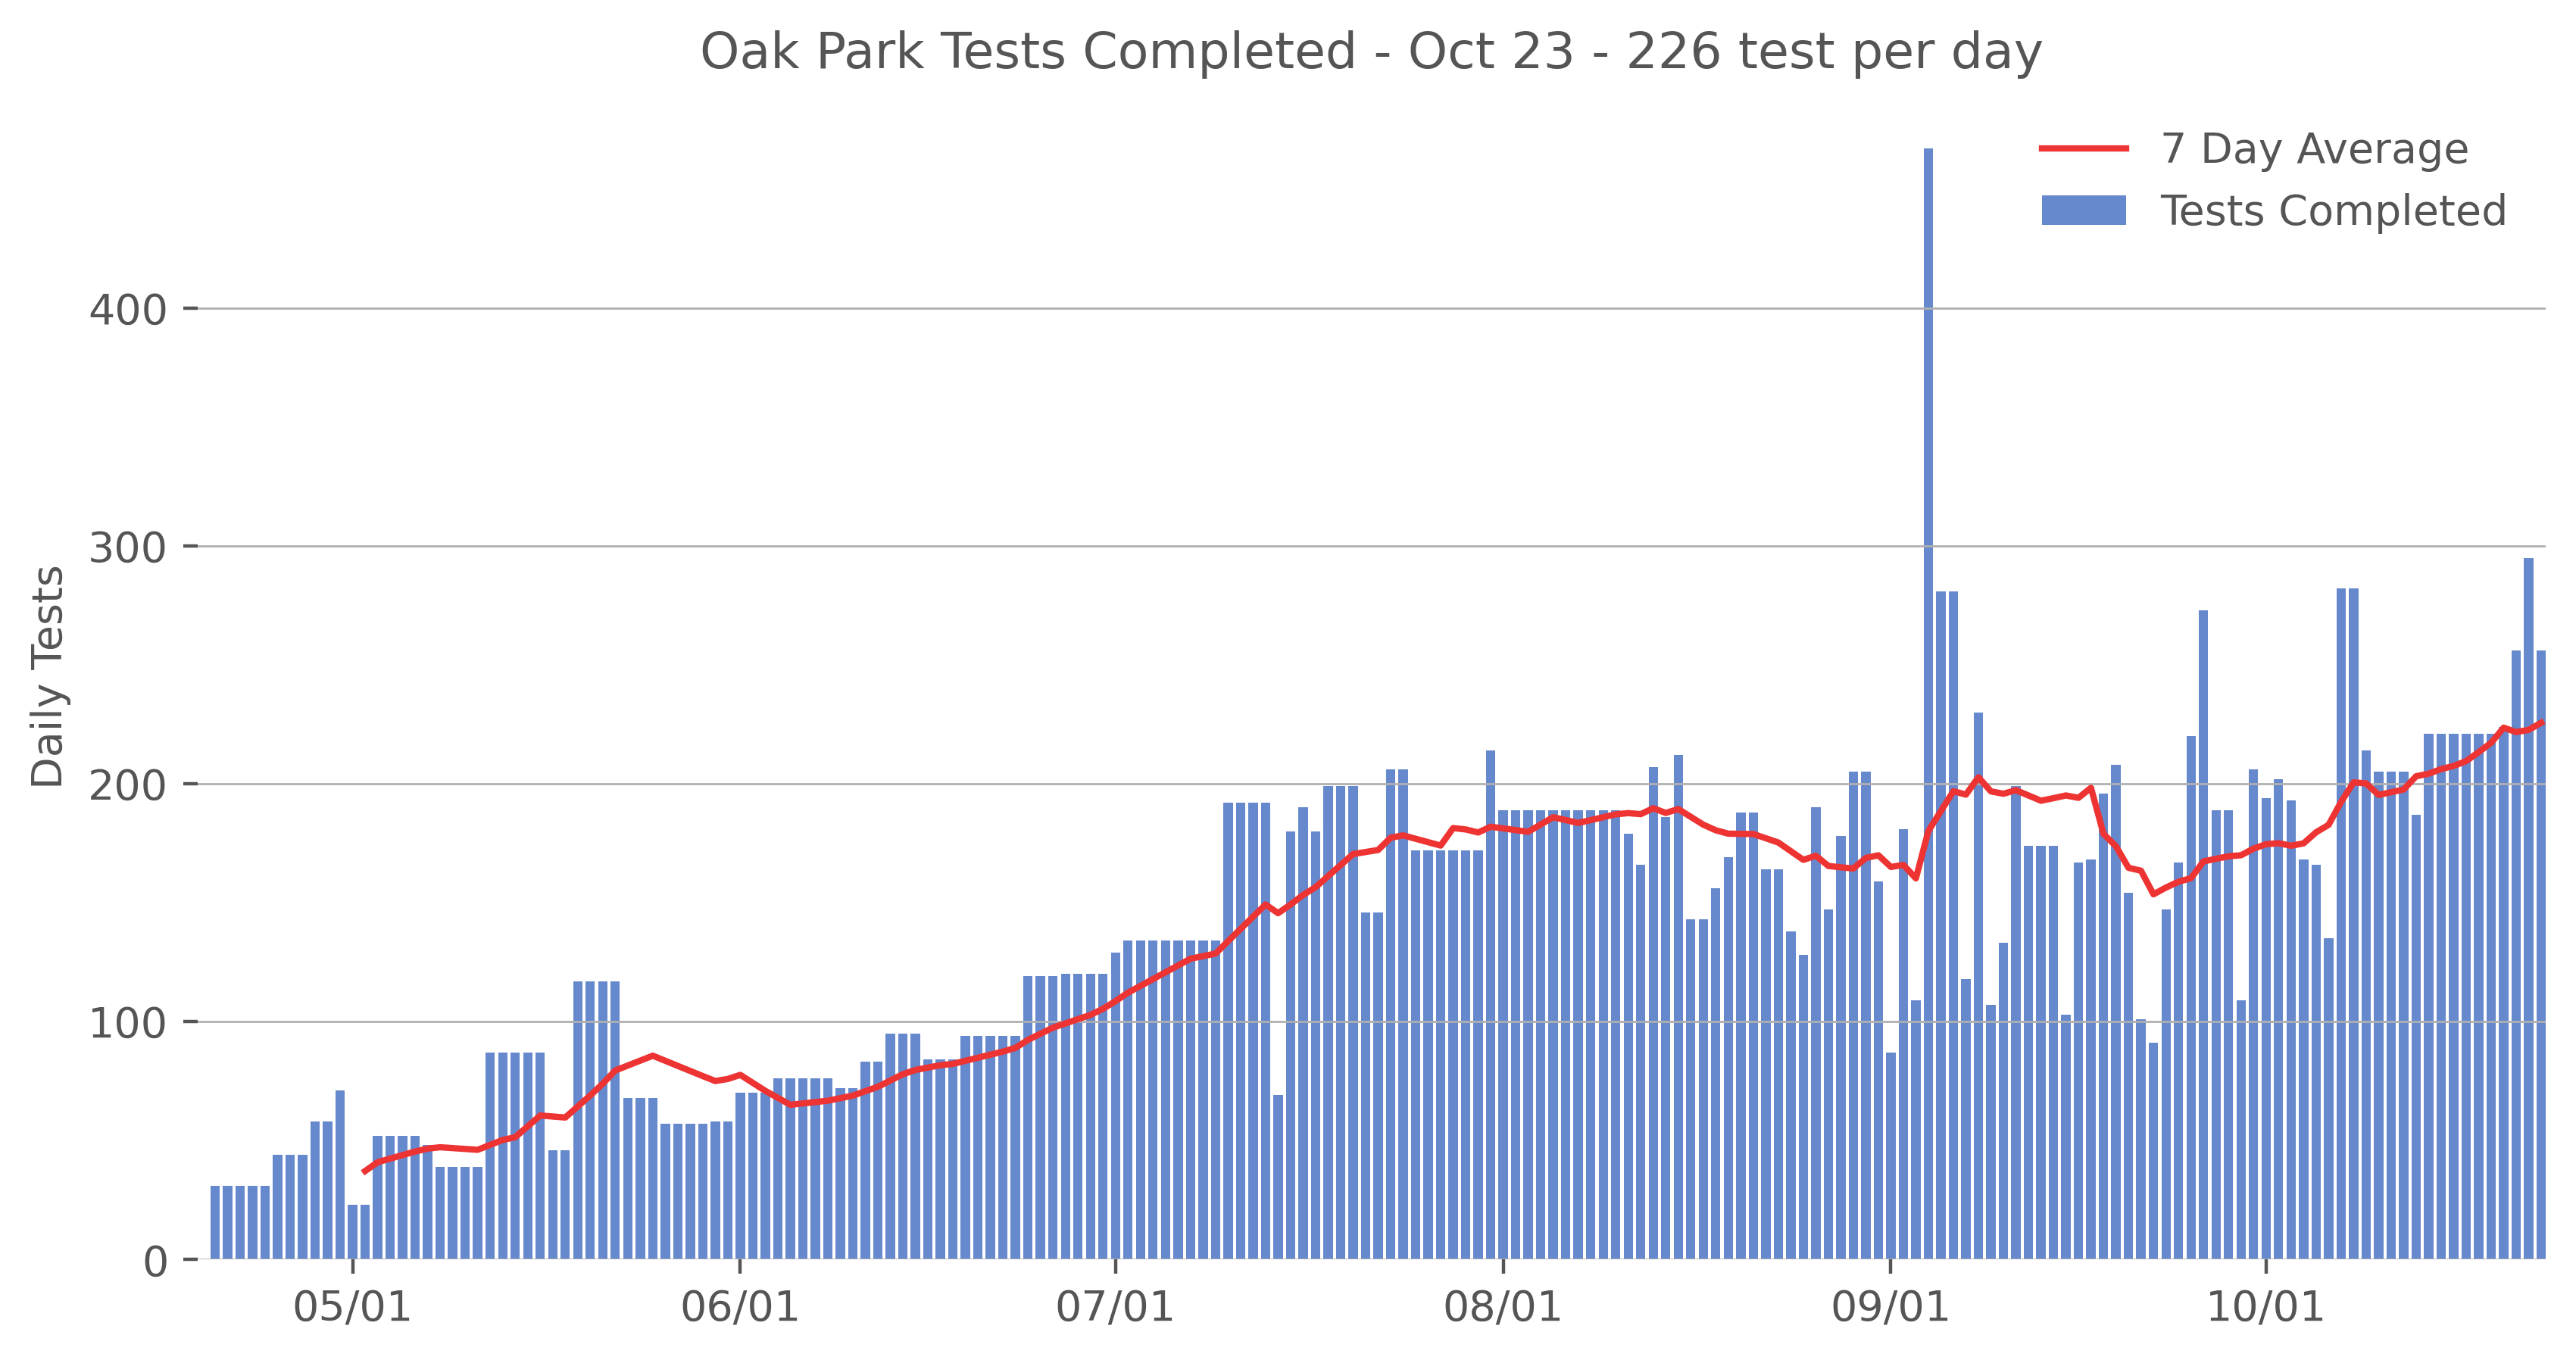 Oak Park Tests Completed - Oct 23 - 226 test per day
7 Day Average
Tests Completed
Daily Tests
400
300
200
100
0
05/01
06/01
07/01
08/01
09/01
10/01